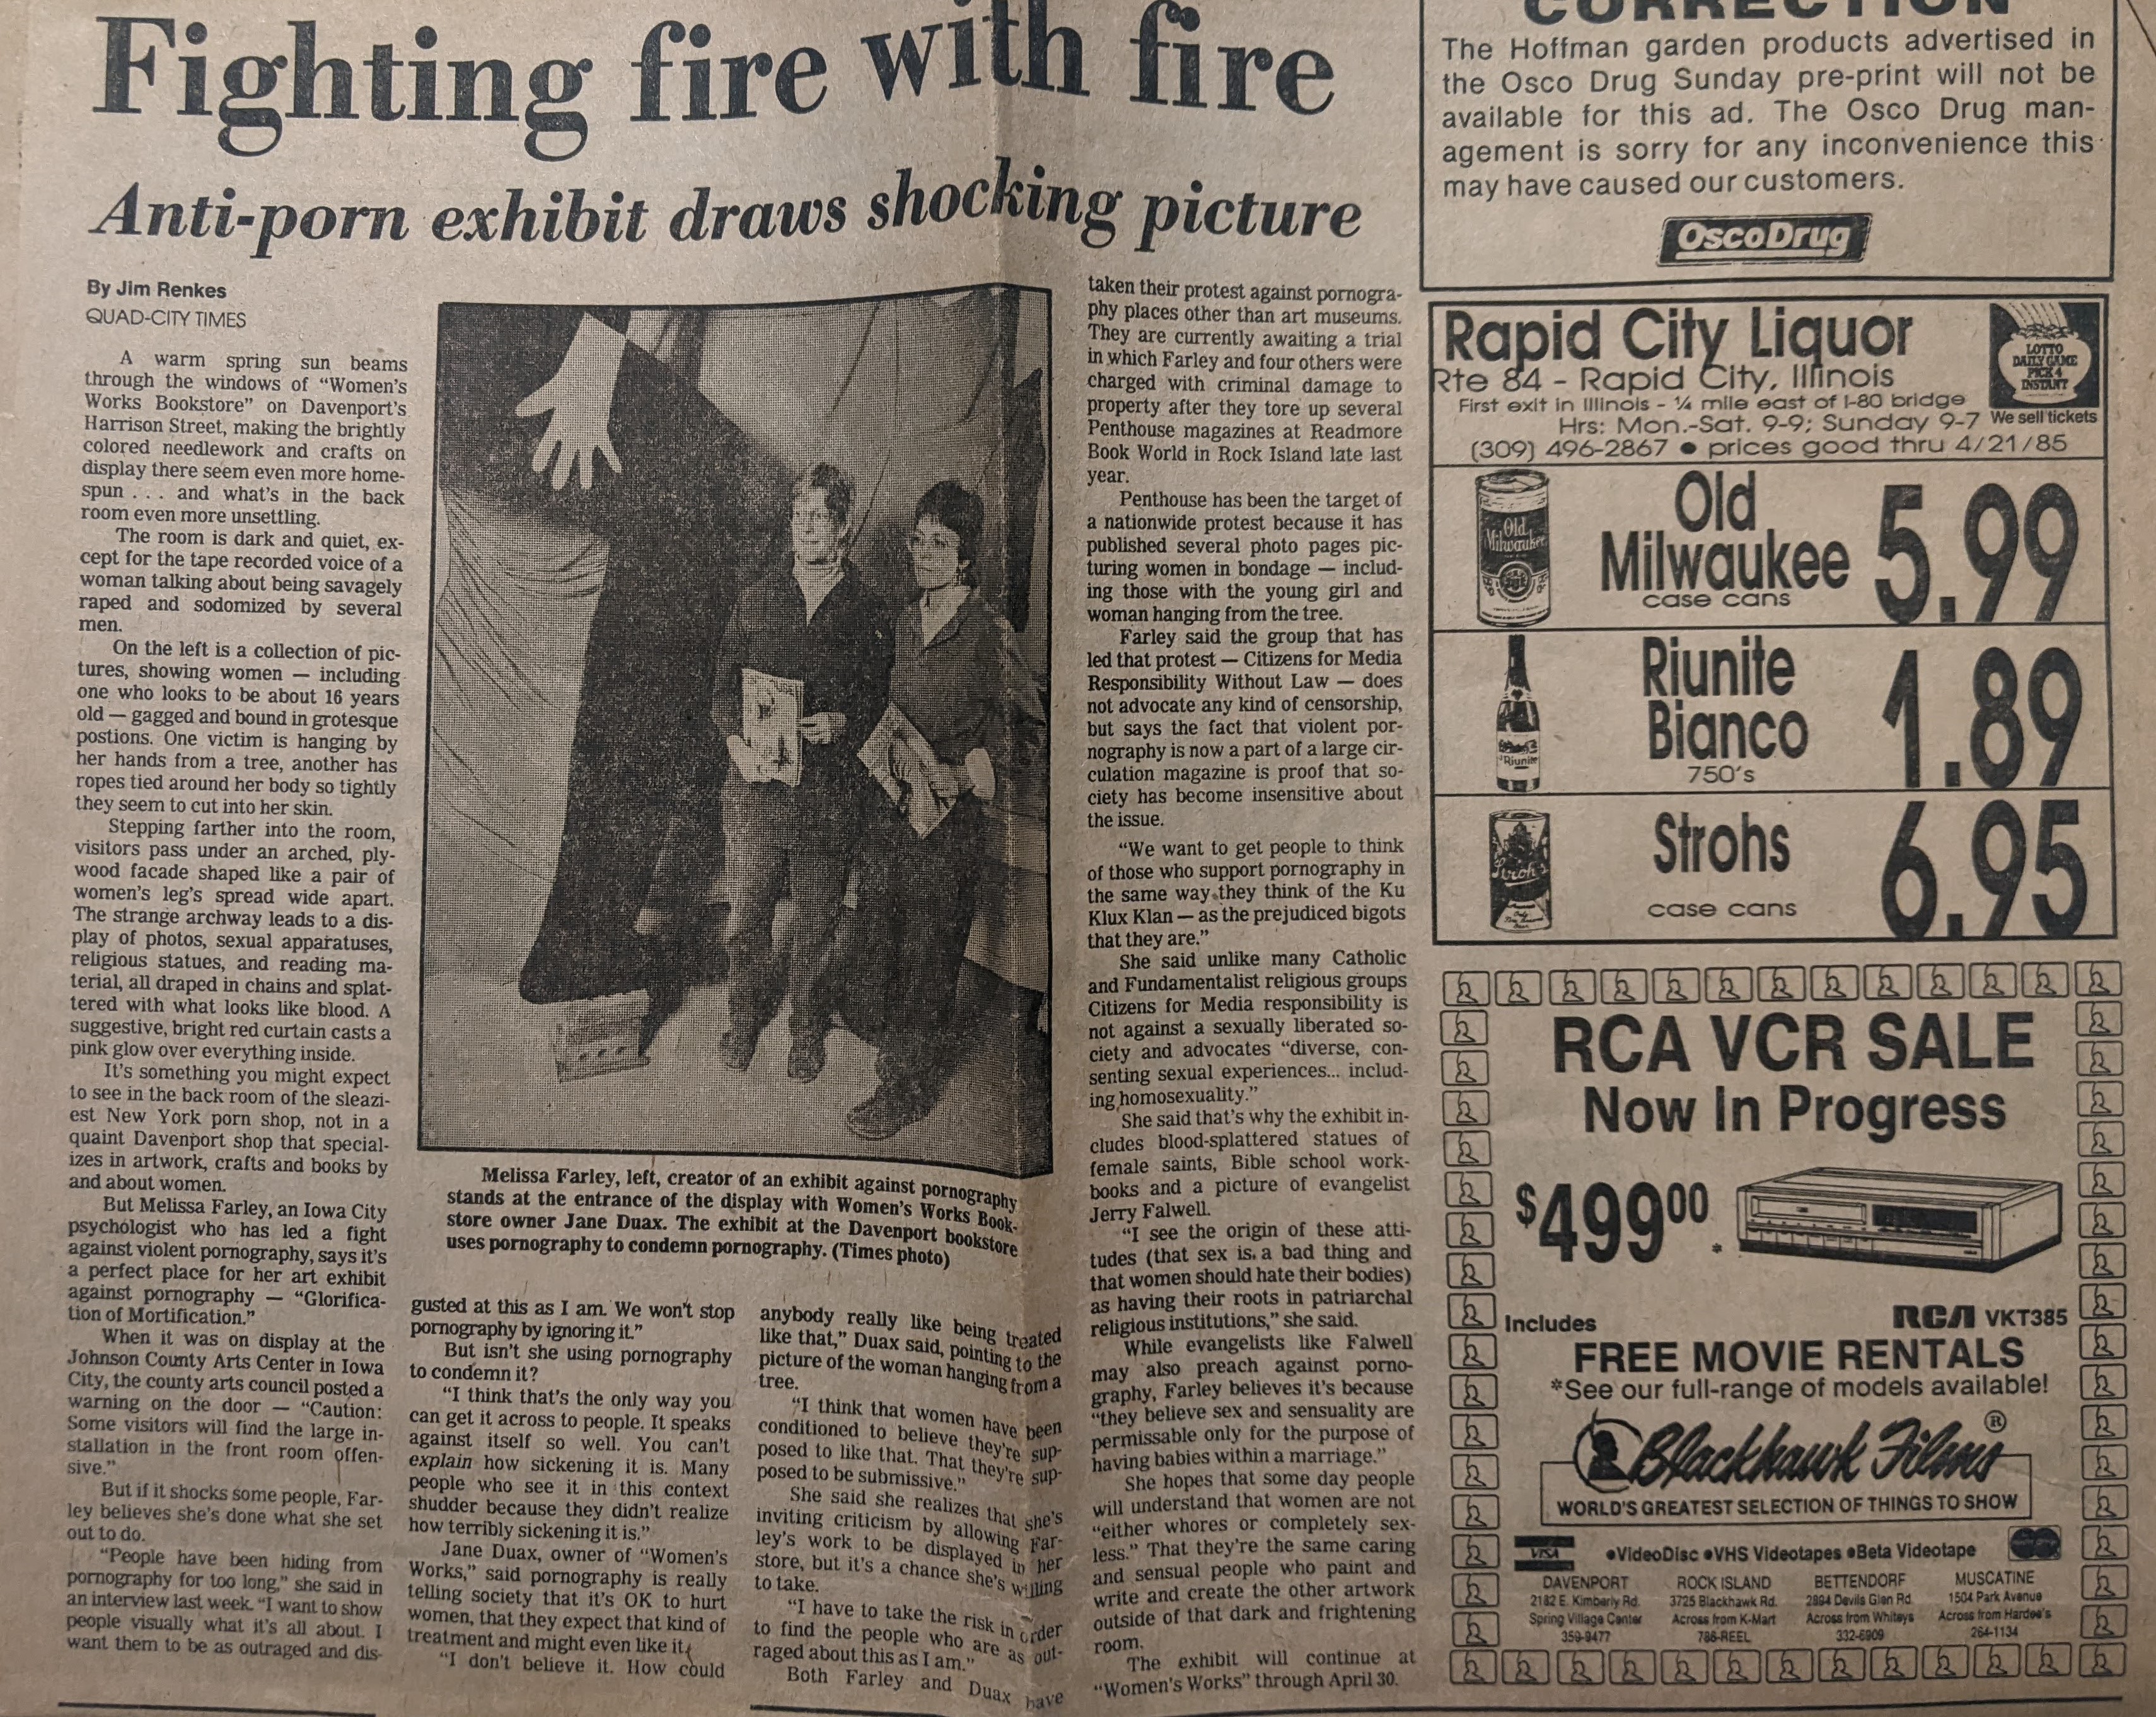 Fighting fire with fire
Anti-porn exhibit draws shocking picture
By Jim Renkes
QUAD-CITY TIMES
A warm spring sun beams
through the windows of “Women's
Works Bookstore” on Davenport's
Harrison Street, making the brightly
colored needlework and crafts on
display there seem even more home-
spun . . . and what's in the back
room even more unsettling.
The room is dark and quiet, ex-
cept for the tape recorded voice of a
woman talking about being savagely
raped and sodomized by several
men.
On the left is a collection of pic-
tures, showing women — including
one who looks to be about 16 years
old — gagged and bound in grotesque
postions. One victim is hanging by
her hands from a tree, another has
ropes tied around her body so tightly
they seem to cut into her skin.
Stepping farther into the room,
visitors pass under an arched, ply-
wood facade shaped like a pair of
women's leg's spread wide apart.
The strange archway leads to a dis-
play of photos, sexual apparatuses,
religious statues, and reading ma-
terial, all draped in chains and splat-
tered with what looks like blood. A
suggestive, bright red curtain casts a
pink glow over everything inside.
It's something you might expect
to see in the back room of the sleazi-
est New York porn shop, not in a
quaint Davenport shop that special-
izes in artwork, crafts and books by
and about women.
But Melissa Farley, an Iowa City
psychologist who has led a fight
against violent pornography, says it's
a perfect place for her art exhibit
against pornography — “Glorifica-
tion of Mortification.”
When it was on display at the
Johnson County Arts Center in Iowa
City, the county arts council posted a
warning on the door — “Caution:
Some visitors will find the large in-
stallation in the front room offen-
sive.”
But if it shocks some people, Far-
ley believes she's done what she set
out to do.
“People have been hiding from
pornography for too long,” she said in
an interview last week. “I want to show
people visually what it's all about. I
want them to be as outraged and dis-
Melissa Farley, left, creator of an exhibit against pornography
stands at the entrance of the display with Women's Works Book-
store owner Jane Duax. The exhibit at the Davenport bookstore
uses pornography to condemn pornography. (Times photo)
gusted at this as I am. We won't stop
pornography by ignoring it.”
But isn't she using pornography
to condemn it?
“I think that's the only way you
can get it across to people. It speaks
against itself so well. You can't
explain how sickening it is. Many
people who see it in this context
shudder because they didn't realize
how terribly sickening it is.”
Jane Duax, owner of “Women's
Works,” said pornography is really
telling society that it's OK to hurt
women, that they expect that kind of
treatment and might even like it.
“I don't believe it. How could
anybody really like being treated
like that,” Duax said, pointing to the
picture of the woman hanging from a
tree.
“I think that women have been
conditioned to believe they're sup-
posed to like that. That they're sup-
posed to be submissive.”
She said she realizes that she's
inviting criticism by allowing Far-
ley's work to be displayed in her
store, but it's a chance she's willing
to take.
“I have to take the risk in order
to find the people who are as out-
raged about this as I am.”
Both Farley and Duax have
taken their protest against pornogra-
phy places other than art museums.
They are currently awaiting a trial
in which Farley and four others were
charged with criminal damage to
property after they tore up several
Penthouse magazines at Readmore
Book World in Rock Island late last
year.
Penthouse has been the target of
a nationwide protest because it has
published several photo pages pic-
turing women in bondage — includ-
ing those with the young girl and
woman hanging from the tree.
Farley said the group that has
led that protest — Citizens for Media
Responsibility Without Law — does
not advocate any kind of censorship,
but says the fact that violent por-
nography is now a part of a large cir-
culation magazine is proof that so-
ciety has become insensitive about
the issue.
“We want to get people to think
of those who support pornography in
the same way they think of the Ku
Klux Klan — as the prejudiced bigots
that they are.”
She said unlike many Catholic
and Fundamentalist religious groups
Citizens for Media responsibility is
not against a sexually liberated so-
ciety and advocates “diverse, con-
senting sexual experiences... includ-
ing homosexuality.”
She said that's why the exhibit in-
cludes blood-splattered statues of
female saints, Bible school work-
books and a picture of evangelist
Jerry Falwell.
“I see the origin of these atti-
tudes (that sex is a bad thing and
that women should hate their bodies)
as having their roots in patriarchal
religious institutions,” she said.
While evangelists like Falwell
may also preach against porno-
graphy, Farley believes it's because
“they believe sex and sensuality are
permissable only for the purpose of
having babies within a marriage.”
She hopes that some day people
will understand that women are not
“either whores or completely sex-
less.” That they're the same caring
and sensual people who paint and
write and create the other artwork
outside of that dark and frightening
room.
The exhibit will continue at
“Women's Works” through April 30.
CORRECTION
The Hoffman garden products advertised in
the Osco Drug Sunday pre-print will not be
available for this ad. The Osco Drug man-
agement is sorry for any inconvenience this
may have caused our customers.
OscoDrug
Rapid City Liquor
Rte 84 - Rapid City, Illinois
First exit in Illinois - ¼ mile east of I-80 bridge
Hrs: Mon.-Sat. 9-9; Sunday 9-7
(309) 496-2867 ● prices good thru 4/21/85
LOTTO
DAILY GAME
PICK 4
INSTANT
We sell tickets
Old Milwaukee
Old
Milwaukee
case cans
5.99
Riunite
Riunite
Bianco
750's
1.89
Stroh's
Strohs
case cans
6.95
RCA VCR SALE
Now In Progress
$499⁰⁰*
Includes
RCA VKT385
FREE MOVIE RENTALS
*See our full-range of models available!
Blackhawk Films®
WORLD'S GREATEST SELECTION OF THINGS TO SHOW
VISA
●VideoDisc ●VHS Videotapes ●Beta Videotape
DAVENPORT
2182 E. Kimberly Rd.
Spring Village Center
359-9477
ROCK ISLAND
3725 Blackhawk Rd.
Across from K-Mart
786-REEL
BETTENDORF
2894 Devils Glen Rd.
Across from Whiteys
332-6909
MUSCATINE
1504 Park Avenue
Across from Hardee's
264-1134